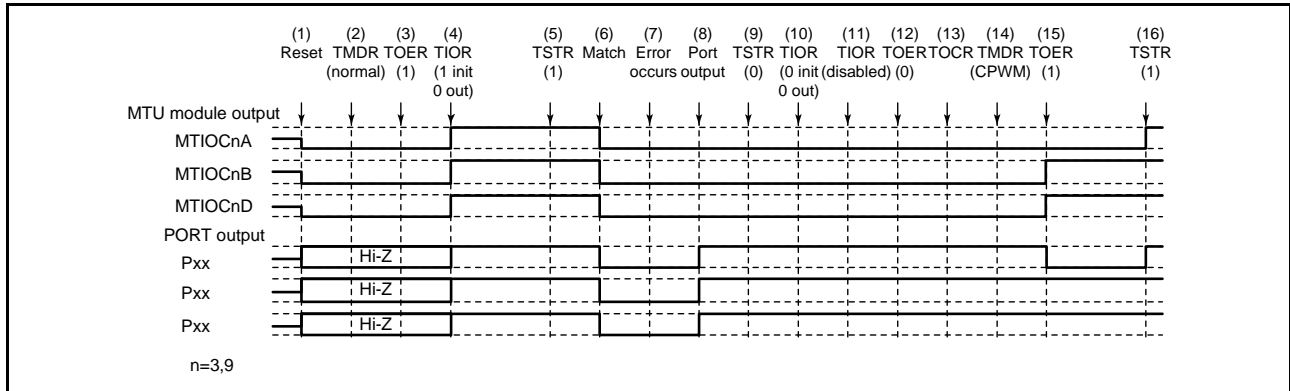 (1) (2) (3) (4) (5) (6) (7) (8) (9) (10) (11) (12) (13) (14) (15) (16)
Reset TMDR TOER TIOR TSTR Match Error Port TSTR TIOR TIOR TOER TOCR TMDR TOER TSTR
(normal) (1) (1 init (1) occurs output (0) (0 init (disabled) (0) (CPWM) (1) (1)
0 out) 0 out)
MTU module output
MTIOCnA
MTIOCnB
MTIOCnD
PORT output
Pxx Hi-Z
Pxx Hi-Z
Pxx Hi-Z
n=3,9